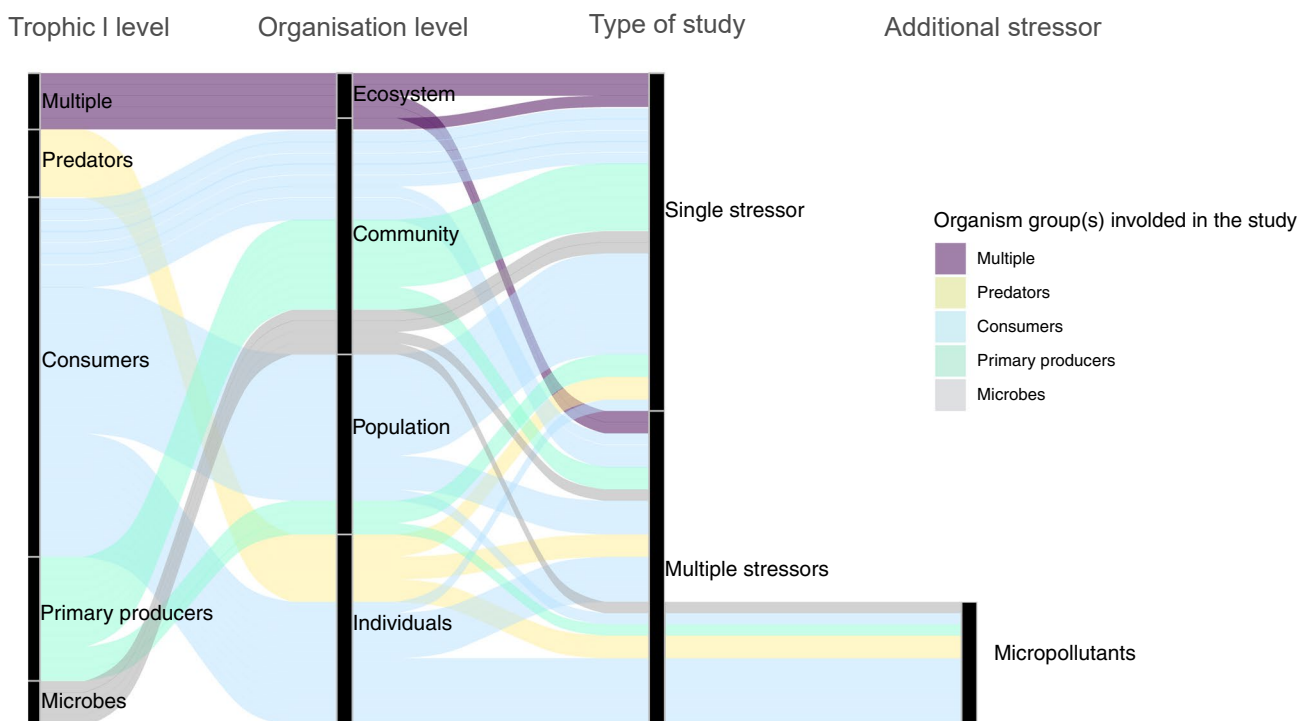 Trophic l level
Organisation level
Type of study
Additional stressor
Multiple
Predators
Consumers
Primary producers
Microbes
Ecosystem
Community
Population
Individuals
Single stressor
Multiple stressors
Micropollutants
Organism group(s) involded in the study
Multiple
Predators
Consumers
Primary producers
Microbes